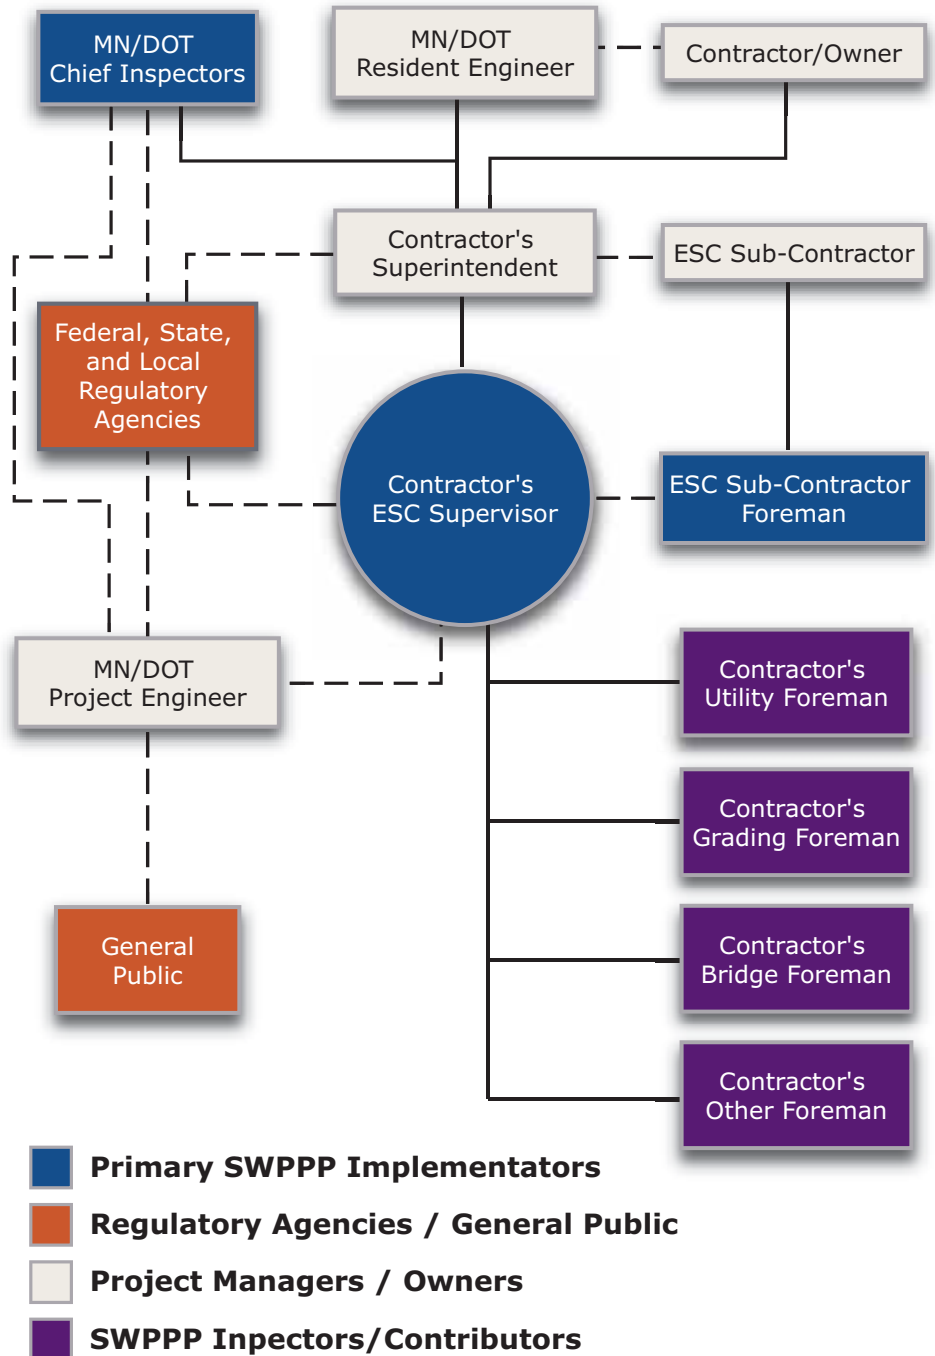 MN/DOT
Chief Inspectors
MN/DOT
Resident Engineer
Contractor/Owner
Contractor's
Superintendent
ESC Sub-Contractor
Federal, State,
and Local
Regulatory
Agencies
Contractor's
ESC Supervisor
ESC Sub-Contractor
Foreman
MN/DOT
Project Engineer
Contractor's
Utility Foreman
Contractor's
Grading Foreman
General
Public
Contractor's
Bridge Foreman
Contractor's
Other Foreman
Primary SWPPP Implementators
Regulatory Agencies / General Public
Project Managers / Owners
SWPPP Inpectors/Contributors